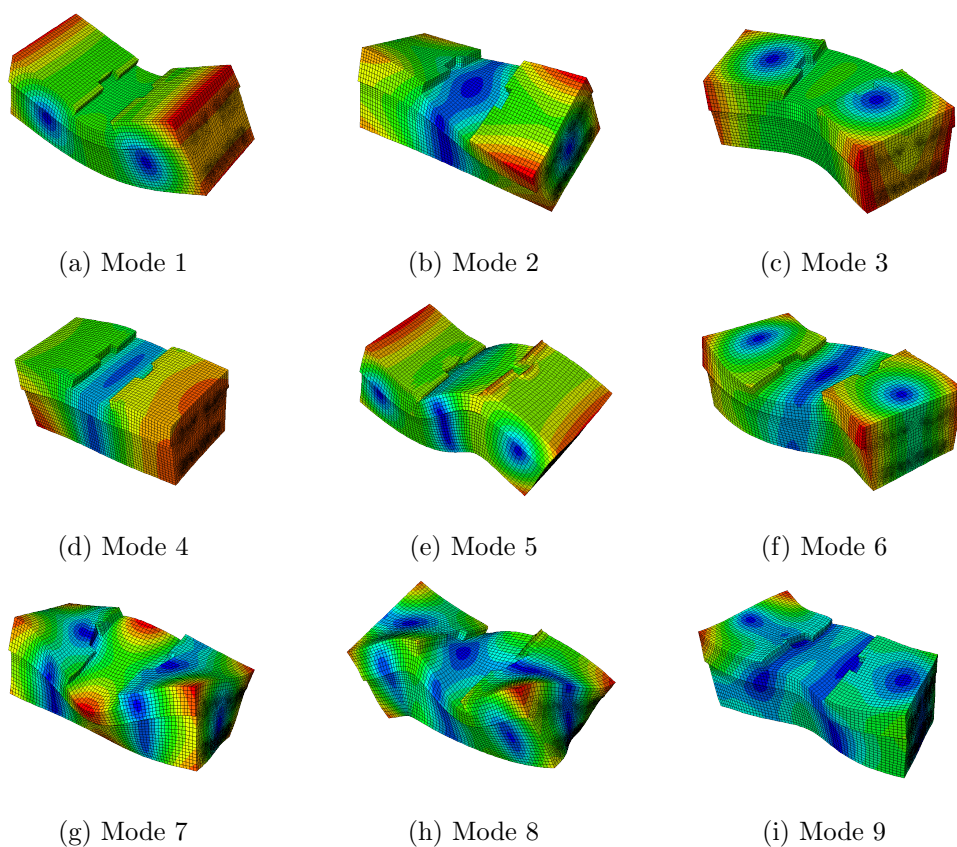 (a) Mode 1
(b) Mode 2
(c) Mode 3
(d) Mode 4
(e) Mode 5
(f) Mode 6
(g) Mode 7
(h) Mode 8
(i) Mode 9